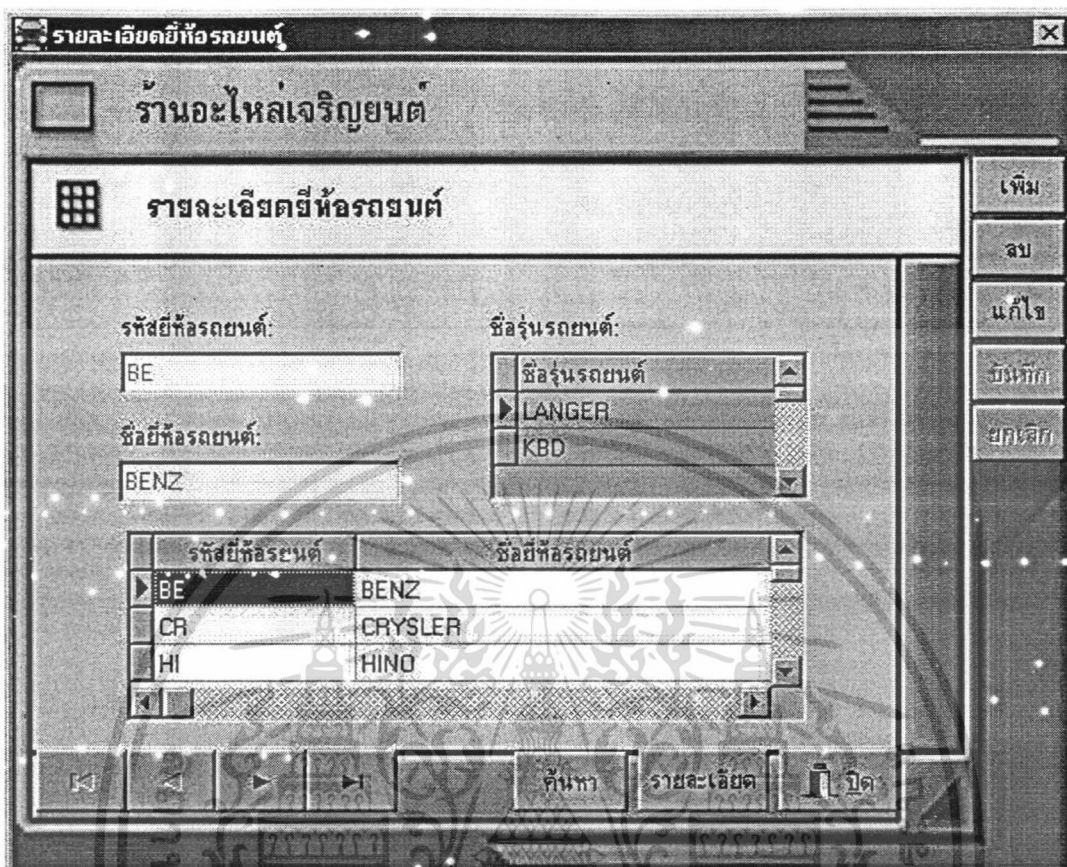 รายละเอียดยี่ห้อรถยนต์
ร้านอะไหล่เจริญยนต์
รายละเอียดยี่ห้อรถยนต์
เพิ่ม
ลบ
แก้ไข
บันทึก
ยกเลิก
รหัสยี่ห้อรถยนต์:
BE
ชื่อยี่ห้อรถยนต์:
BENZ
ชื่อรุ่นรถยนต์:
ชื่อรุ่นรถยนต์
LANGER
KBD
รหัสยี่ห้อรยนต์ ชื่อยี่ห้อรถยนต์
BE BENZ
CR CRYSLER
HI HINO
ค้นหา รายละเอียด ปิด